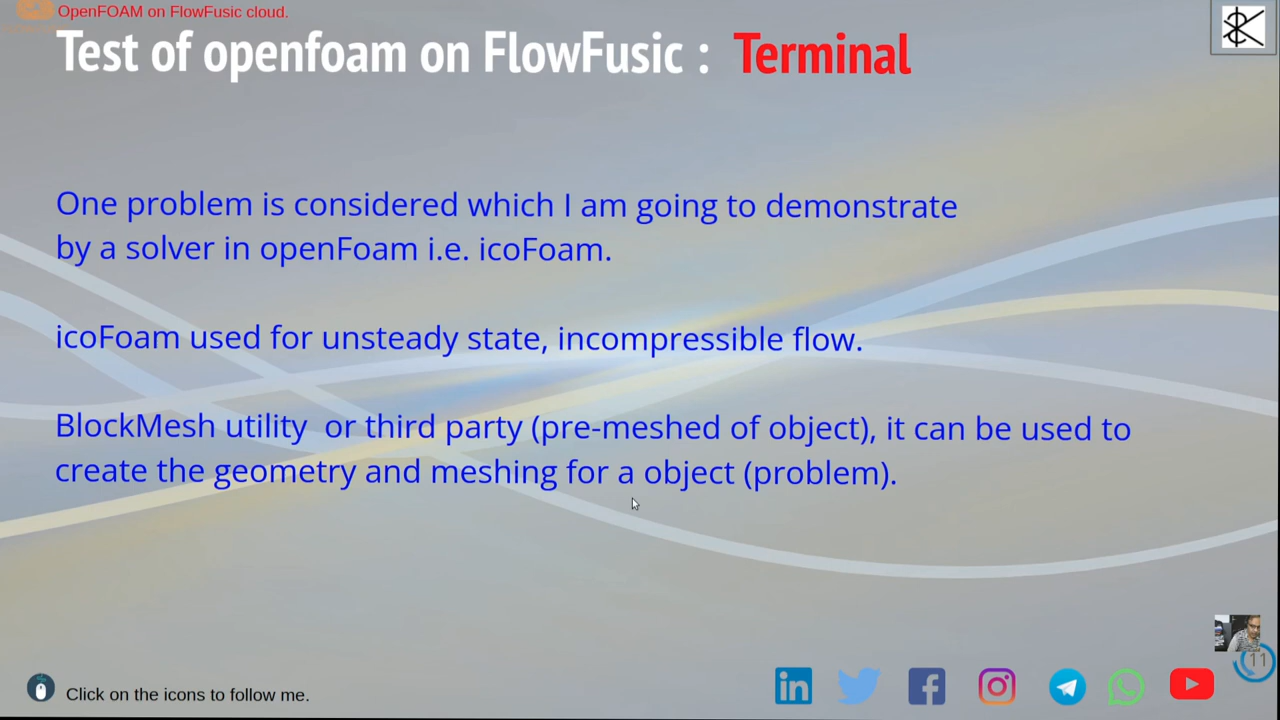 OpenFOAM on FlowFusic cloud.
Test of openfoam on FlowFusic : Terminal
One problem is considered which I am going to demonstrate
by a solver in openFoam i.e. icoFoam.
icoFoam used for unsteady state, incompressible flow.
BlockMesh utility  or third party (pre-meshed of object), it can be used to
create the geometry and meshing for a object (problem).
11
Click on the icons to follow me.
in